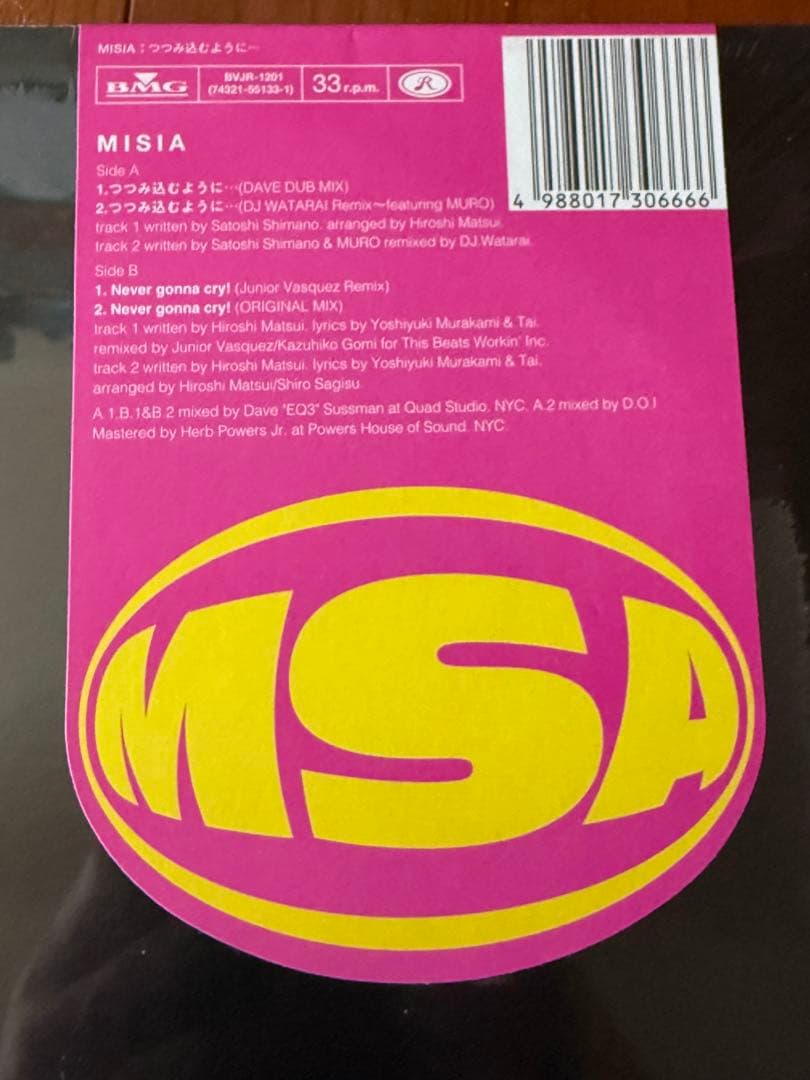 MISIA：つつみ込むように…
BMG
BVJR-1201
(74321-55133-1)
33 r.p.m.
R
4 988017 306666
MISIA
Side A
1.つつみ込むように…(DAVE DUB MIX)
2.つつみ込むように…(DJ WATARAI Remix〜featuring MURO)
track 1 written by Satoshi Shimano. arranged by Hiroshi Matsui.
track 2 written by Satoshi Shimano & MURO remixed by DJ.Watarai.
Side B
1. Never gonna cry! (Junior Vasquez Remix)
2. Never gonna cry! (ORIGINAL MIX)
track 1 written by Hiroshi Matsui. lyrics by Yoshiyuki Murakami & Tai.
remixed by Junior Vasquez/Kazuhiko Gomi for This Beats Workin' Inc.
track 2 written by Hiroshi Matsui. lyrics by Yoshiyuki Murakami & Tai.
arranged by Hiroshi Matsui/Shiro Sagisu
A 1.B.1&B 2 mixed by Dave "EQ3" Sussman at Quad Studio. NYC. A.2 mixed by D.O.I
Mastered by Herb Powers Jr. at Powers House of Sound. NYC.
MSA